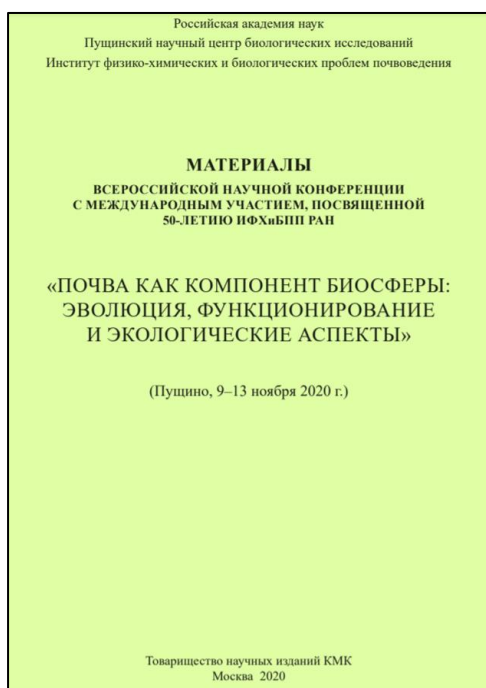 Российская академия наук
Пущинский научный центр биологических исследований
Институт физико-химических и биологических проблем почвоведения
МАТЕРИАЛЫ
ВСЕРОССИЙСКОЙ НАУЧНОЙ КОНФЕРЕНЦИИ
С МЕЖДУНАРОДНЫМ УЧАСТИЕМ, ПОСВЯЩЕННОЙ
50-ЛЕТИЮ ИФХиБПП РАН
«ПОЧВА КАК КОМПОНЕНТ БИОСФЕРЫ:
ЭВОЛЮЦИЯ, ФУНКЦИОНИРОВАНИЕ
И ЭКОЛОГИЧЕСКИЕ АСПЕКТЫ»
(Пущино, 9–13 ноября 2020 г.)
Товарищество научных изданий КМК
Москва 2020